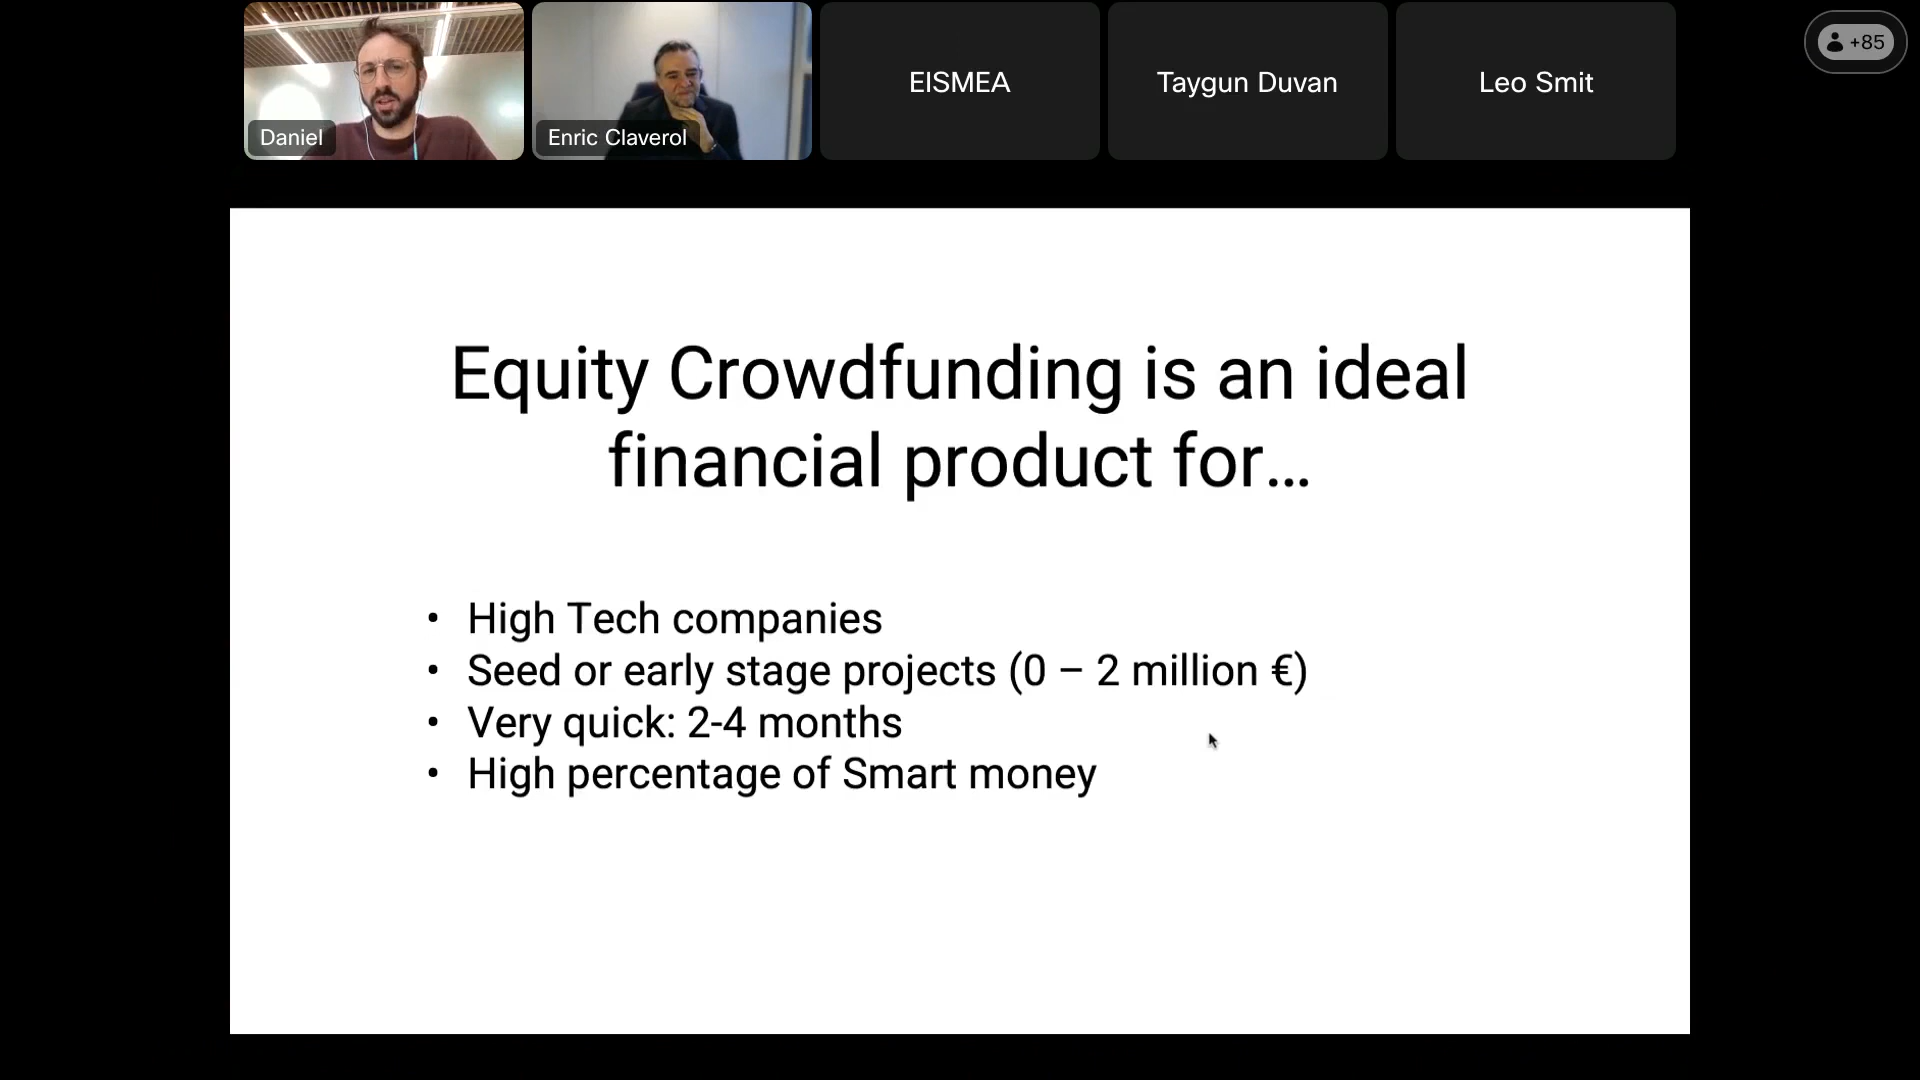 Daniel
Enric Claverol
EISMEA
Taygun Duvan
Leo Smit
+85
Equity Crowdfunding is an ideal
financial product for…
• High Tech companies
• Seed or early stage projects (0 – 2 million €)
• Very quick: 2-4 months
• High percentage of Smart money